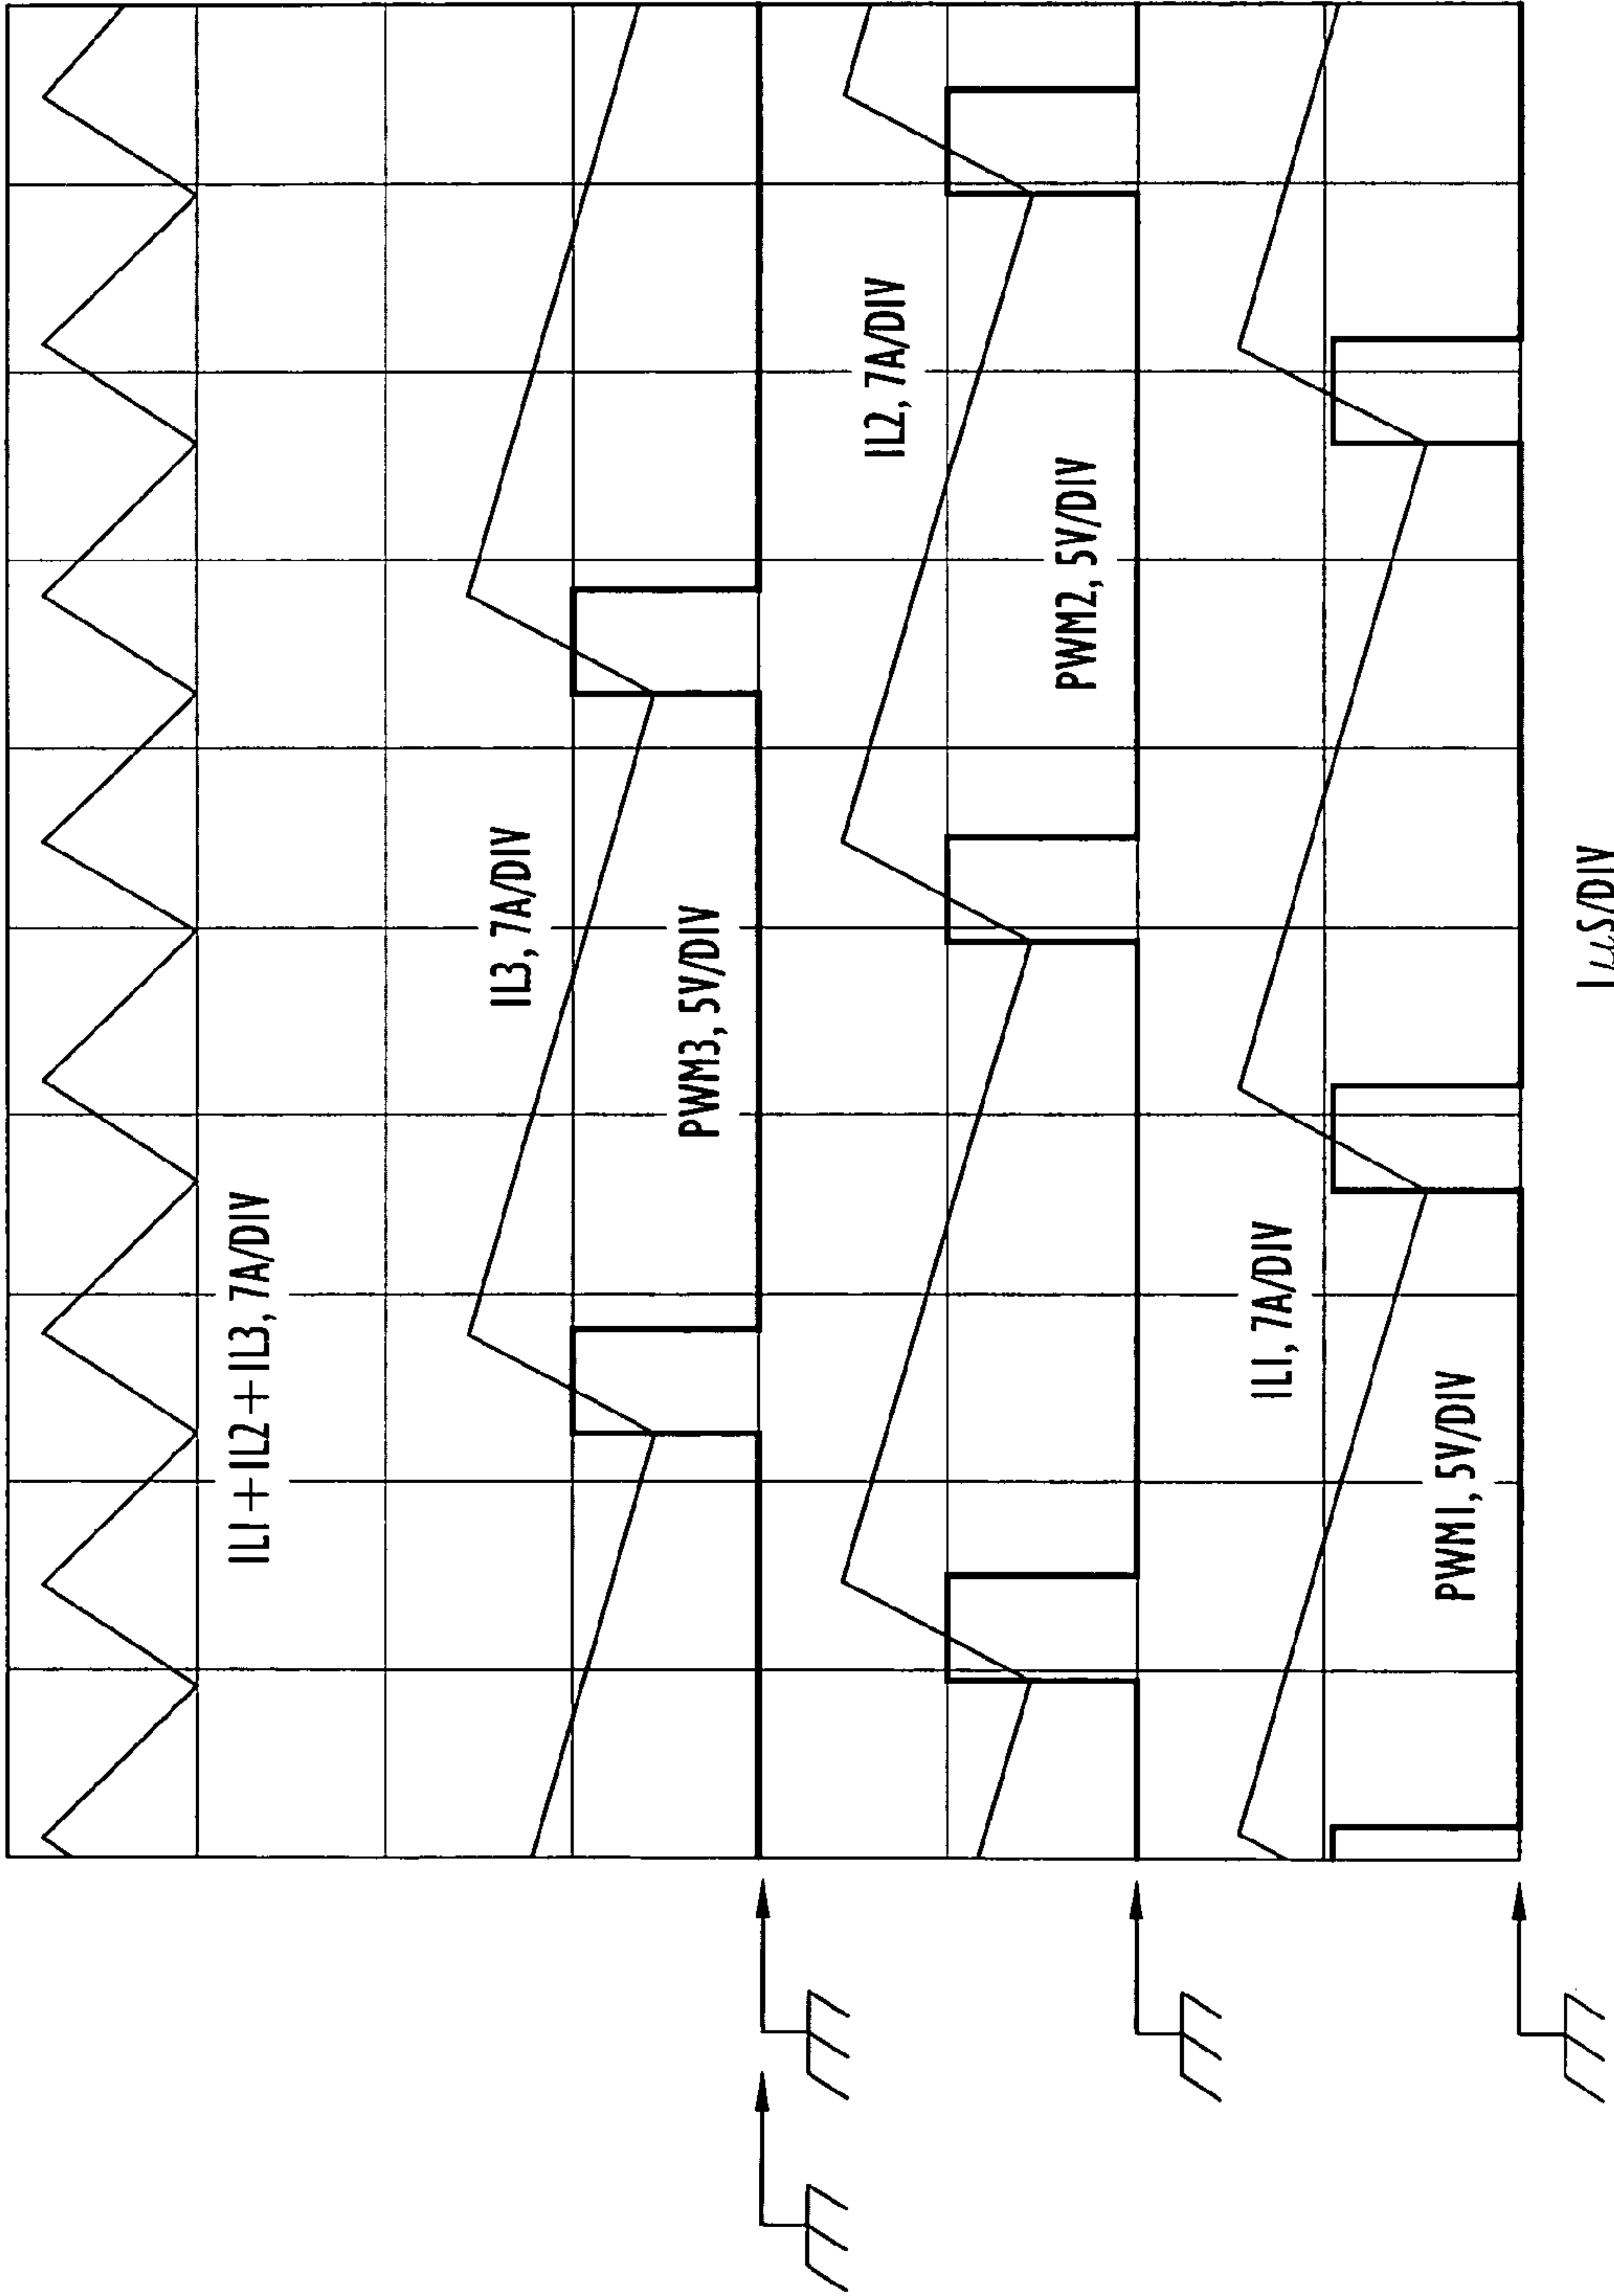 IL1+IL2+IL3, 7A/DIV
IL3, 7A/DIV
PWM3, 5V/DIV
IL2, 7A/DIV
PWM2, 5V/DIV
IL1, 7A/DIV
PWM1, 5V/DIV
1μS/DIV